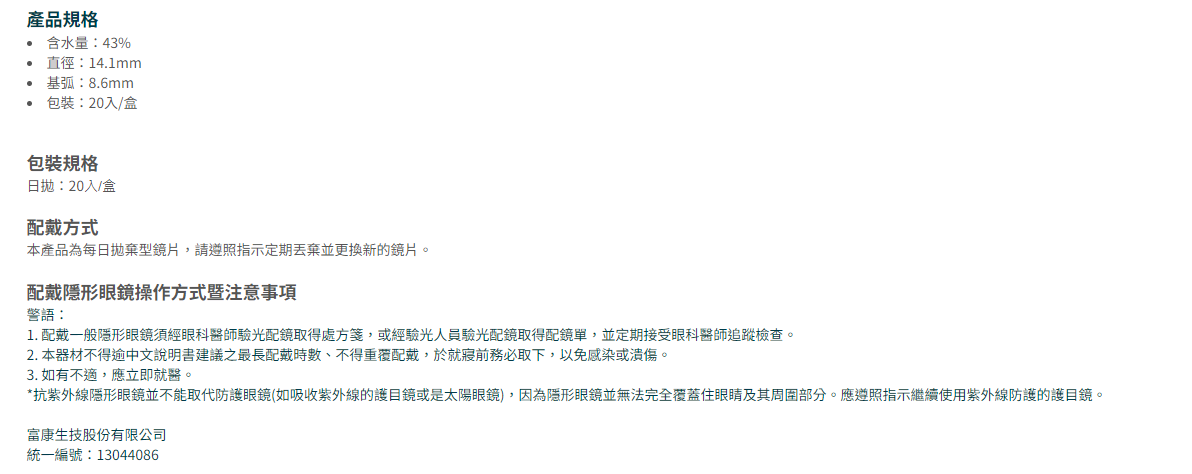 產品規格
• 含水量：43%
• 直徑：14.1mm
• 基弧：8.6mm
• 包裝：20入/盒
包裝規格
日拋：20入/盒
配戴方式
本產品為每日拋棄型鏡片，請遵照指示定期丟棄並更換新的鏡片。
配戴隱形眼鏡操作方式暨注意事項
警語：
1. 配戴一般隱形眼鏡須經眼科醫師驗光配鏡取得處方箋，或經驗光人員驗光配鏡取得配鏡單，並定期接受眼科醫師追蹤檢查。
2. 本器材不得逾中文說明書建議之最長配戴時數、不得重覆配戴，於就寢前務必取下，以免感染或潰傷。
3. 如有不適，應立即就醫。
*抗紫外線隱形眼鏡並不能取代防護眼鏡(如吸收紫外線的護目鏡或是太陽眼鏡)，因為隱形眼鏡並無法完全覆蓋住眼睛及其周圍部分。應遵照指示繼續使用紫外線防護的護目鏡。
富康生技股份有限公司
統一編號：13044086